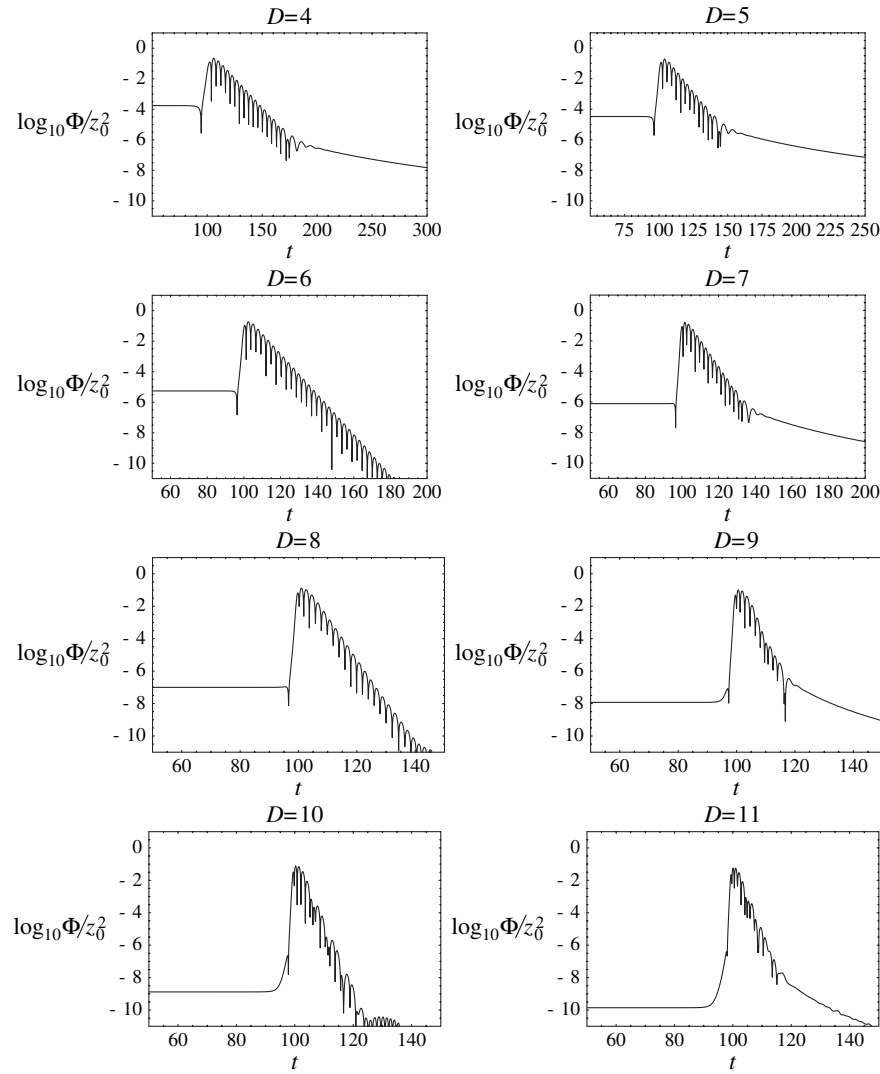 D=4
0
- 2
log₁₀Φ/z₀²
- 4
- 6
- 8
- 10
100 150 200 250 300
t
D=5
0
- 2
log₁₀Φ/z₀²
- 4
- 6
- 8
- 10
75 100 125 150 175 200 225 250
t
D=6
0
- 2
log₁₀Φ/z₀²
- 4
- 6
- 8
- 10
60 80 100 120 140 160 180 200
t
D=7
0
- 2
log₁₀Φ/z₀²
- 4
- 6
- 8
- 10
60 80 100 120 140 160 180 200
t
D=8
0
- 2
log₁₀Φ/z₀²
- 4
- 6
- 8
- 10
60 80 100 120 140
t
D=9
0
- 2
log₁₀Φ/z₀²
- 4
- 6
- 8
- 10
60 80 100 120 140
t
D=10
0
- 2
log₁₀Φ/z₀²
- 4
- 6
- 8
- 10
60 80 100 120 140
t
D=11
0
- 2
log₁₀Φ/z₀²
- 4
- 6
- 8
- 10
60 80 100 120 140
t